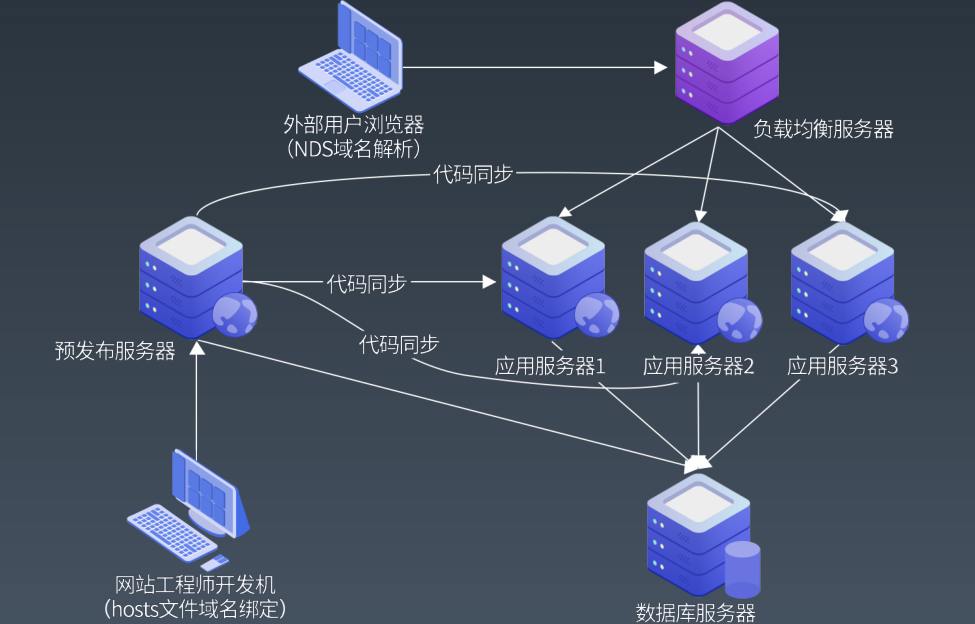 外部用户浏览器
（NDS域名解析）
负载均衡服务器
代码同步
代码同步
代码同步
预发布服务器
应用服务器1
应用服务器2
应用服务器3
网站工程师开发机
（hosts文件域名绑定）
数据库服务器